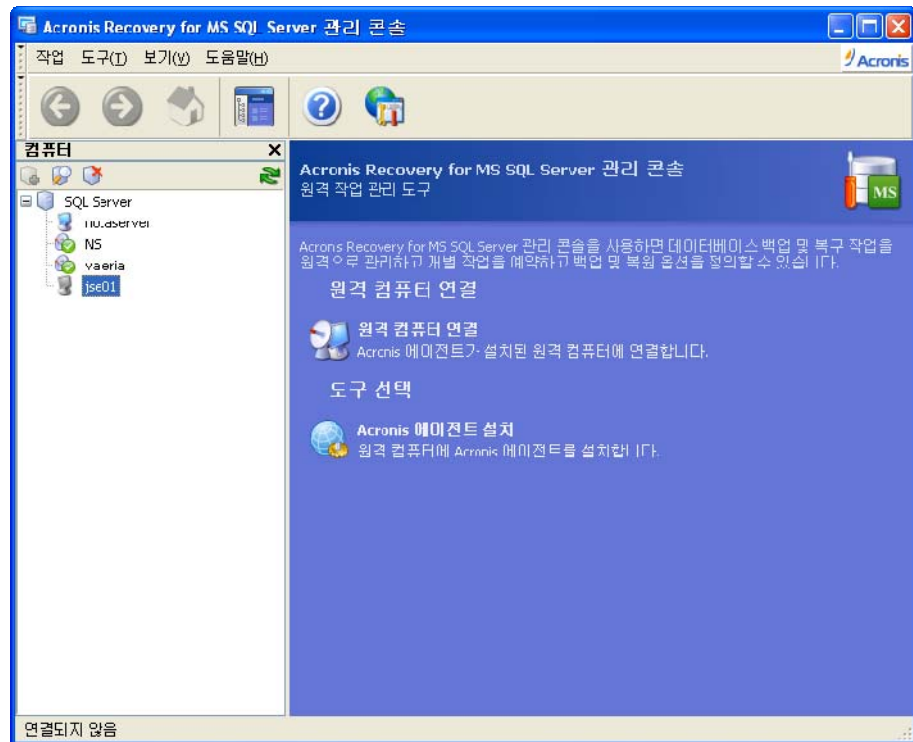 Acronis Recovery for MS SQL Server 관리 콘솔
작업 도구(T) 보기(V) 도움말(H)
Acronis
컴퓨터
SQL Server
NS
vaeria
jse01
Acronis Recovery for MS SQL Server 관리 콘솔
원격 작업 관리 도구
MS
Acronis Recovery for MS SQL Server 관리 콘솔을 사용하면 데이터베이스 백업 및 복구 작업을
원격으로 관리하고 개별 작업을 예약하고 백업 및 복원 옵션을 정의할 수 있습니다.
원격 컴퓨터 연결
원격 컴퓨터 연결
Acronis 에이전트가 설치된 원격 컴퓨터에 연결합니다.
도구 선택
Acronis 에이전트 설치
원격 컴퓨터에 Acronis 에이전트를 설치합니다.
연결되지 않음